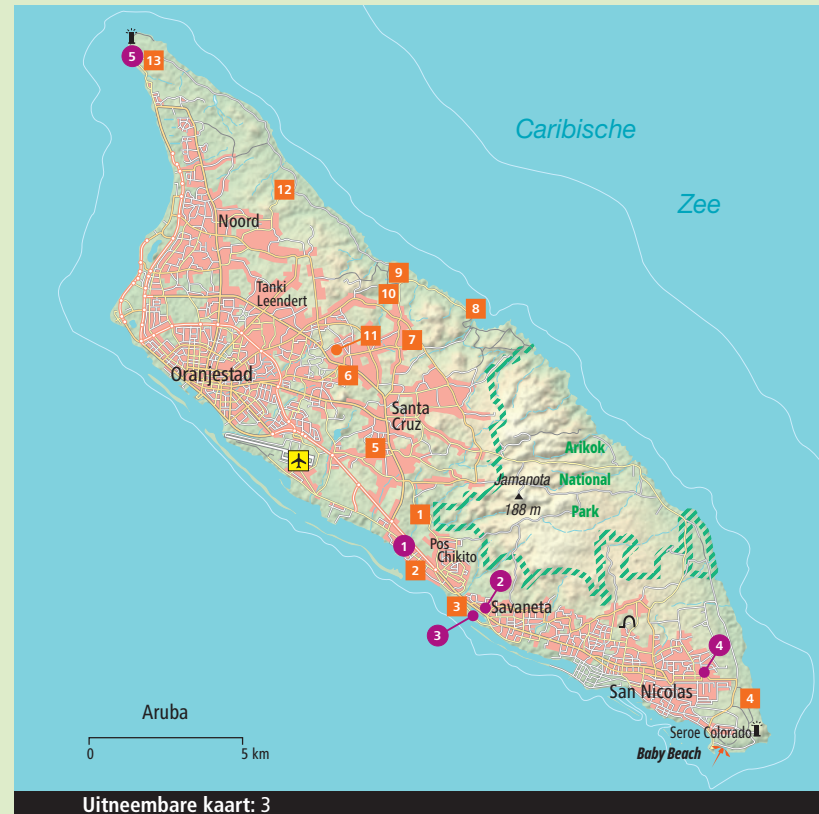 5
13
Caribische
Zee
12
Noord
9
Tanki
Leendert
10
8
11
7
Oranjestad
6
Santa
Cruz
5
Arikok
Jamanota
National
188 m
Park
1
1
Pos
Chikito
2
2
3
Savaneta
3
4
San Nicolas
4
Aruba
Seroe Colorado
0
5 km
Baby Beach
Uitneembare kaart: 3